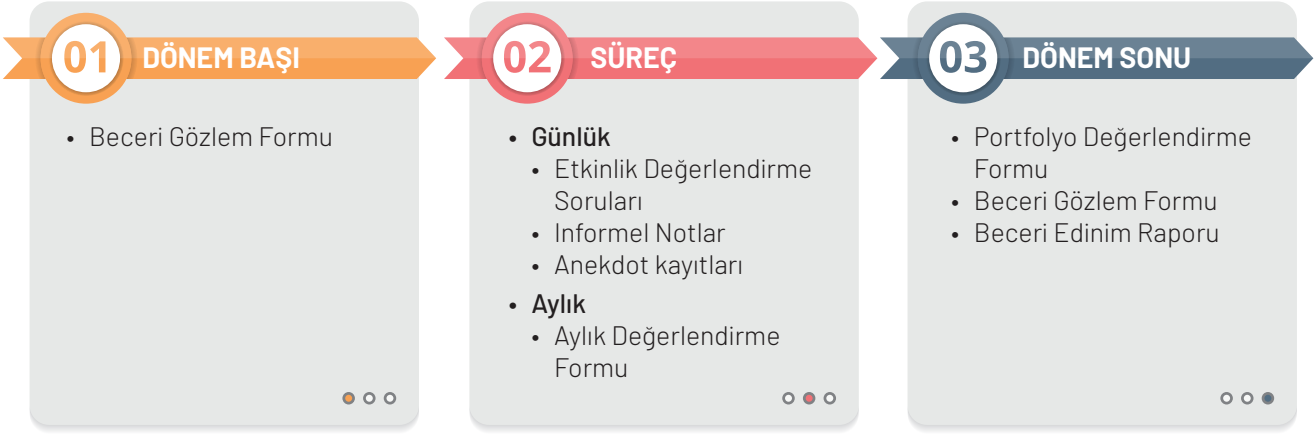 01 DÖNEM BAŞI
• Beceri Gözlem Formu
02 SÜREÇ
• Günlük
• Etkinlik Değerlendirme
Soruları
• Informel Notlar
• Anekdot kayıtları
• Aylık
• Aylık Değerlendirme
Formu
03 DÖNEM SONU
• Portfolyo Değerlendirme
Formu
• Beceri Gözlem Formu
• Beceri Edinim Raporu